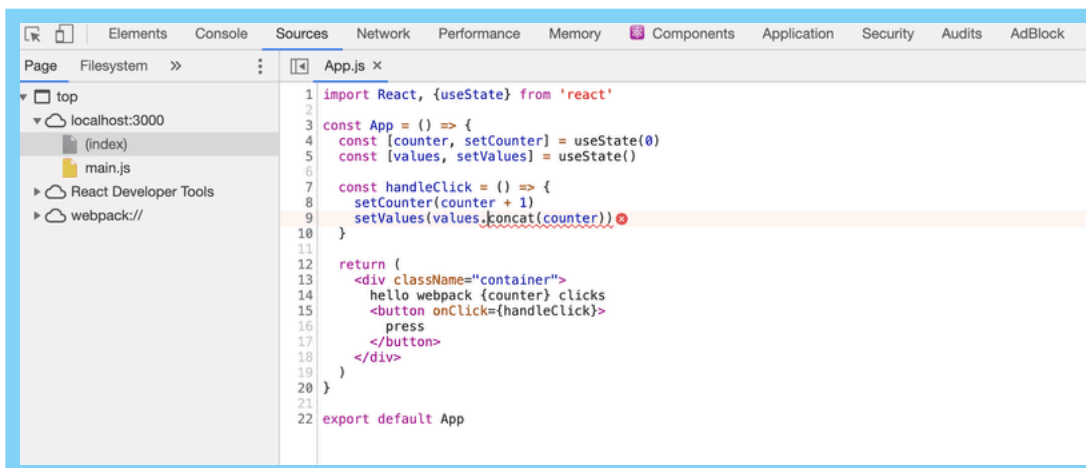 Elements Console Sources Network Performance Memory Components Application Security Audits AdBlock
Page Filesystem » App.js ×
top
localhost:3000
(index)
main.js
React Developer Tools
webpack://
1 import React, {useState} from 'react'
2
3 const App = () => {
4   const [counter, setCounter] = useState(0)
5   const [values, setValues] = useState()
6
7   const handleClick = () => {
8     setCounter(counter + 1)
9     setValues(values.concat(counter))
10   }
11
12   return (
13     <div className="container">
14       hello webpack {counter} clicks
15       <button onClick={handleClick}>
16         press
17       </button>
18     </div>
19   )
20 }
21
22 export default App